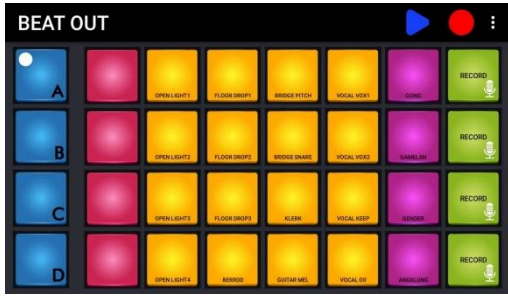 BEAT OUT
A
OPEN LIGHT1
FLOOR DROP1
BRIDGE PITCH
VOCAL VOX1
GONG
RECORD
B
OPEN LIGHT2
FLOOR DROP2
BRIDGE SNARE
VOCAL VOX2
GAMELAN
RECORD
C
OPEN LIGHT3
FLOOR DROP3
KLERK
VOCAL KEEP
GENDER
RECORD
D
OPEN LIGHT4
BERROD
GUITAR MEL
VOCAL OII
ANGKLUNG
RECORD